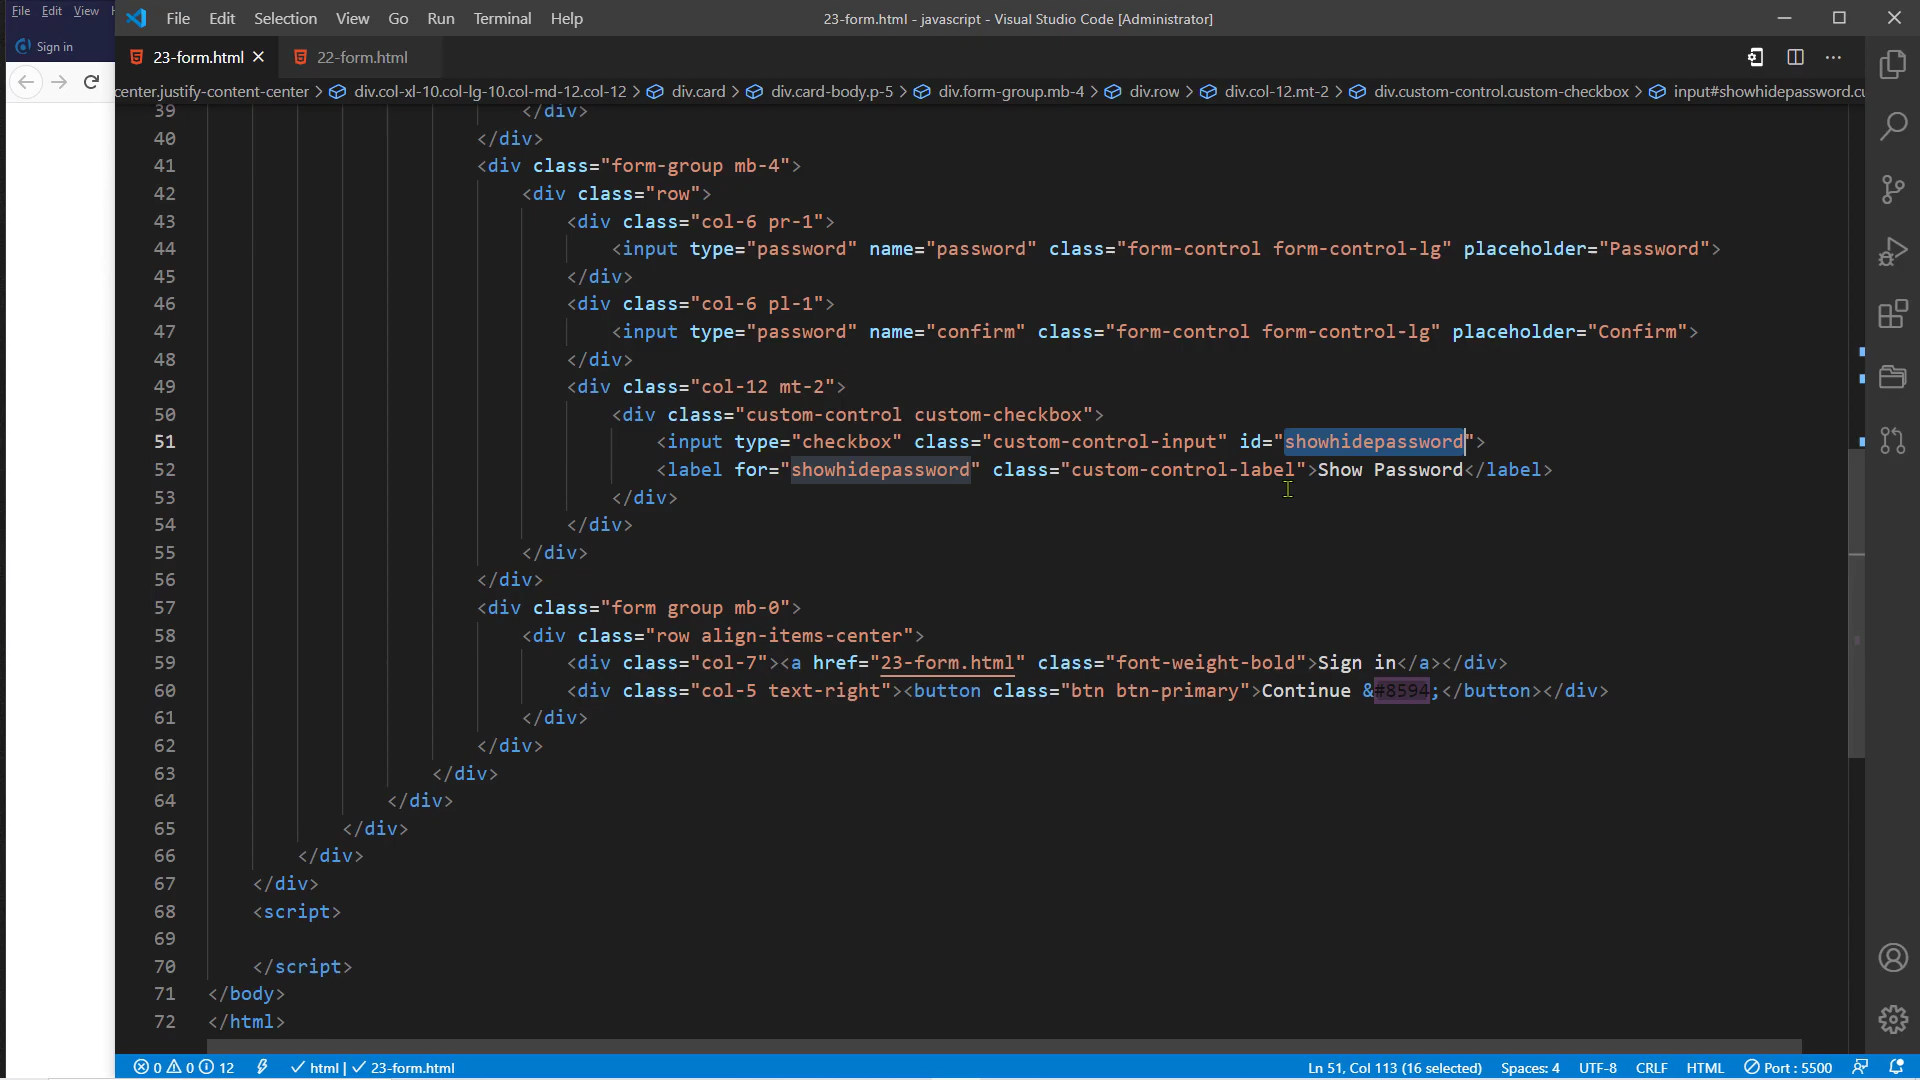 File Edit View
Sign in
File Edit Selection View Go Run Terminal Help
23-form.html - javascript - Visual Studio Code [Administrator]
23-form.html
22-form.html
center.justify-content-center > div.col-xl-10.col-lg-10.col-md-12.col-12 > div.card > div.card-body.p-5 > div.form-group.mb-4 > div.row > div.col-12.mt-2 > div.custom-control.custom-checkbox > input#showhidepassword.cu
39 </div>
40 </div>
41 <div class="form-group mb-4">
42 <div class="row">
43 <div class="col-6 pr-1">
44 <input type="password" name="password" class="form-control form-control-lg" placeholder="Password">
45 </div>
46 <div class="col-6 pl-1">
47 <input type="password" name="confirm" class="form-control form-control-lg" placeholder="Confirm">
48 </div>
49 <div class="col-12 mt-2">
50 <div class="custom-control custom-checkbox">
51 <input type="checkbox" class="custom-control-input" id="showhidepassword">
52 <label for="showhidepassword" class="custom-control-label">Show Password</label>
53 </div>
54 </div>
55 </div>
56 </div>
57 <div class="form group mb-0">
58 <div class="row align-items-center">
59 <div class="col-7"><a href="23-form.html" class="font-weight-bold">Sign in</a></div>
60 <div class="col-5 text-right"><button class="btn btn-primary">Continue &#8594;</button></div>
61 </div>
62 </div>
63 </div>
64 </div>
65 </div>
66 </div>
67 </div>
68 <script>
69
70 </script>
71 </body>
72 </html>
0 0 12 html | 23-form.html
Ln 51, Col 113 (16 selected) Spaces: 4 UTF-8 CRLF HTML Port : 5500